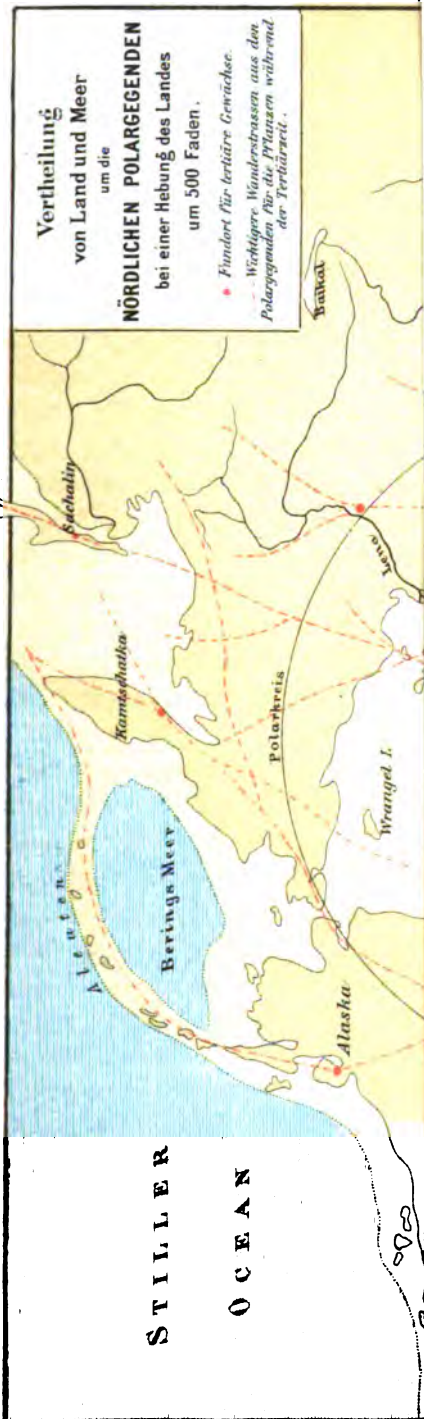 Vertheilung
von Land und Meer
um die
NÖRDLICHEN POLARGEGENDEN
bei einer Hebung des Landes
um 500 Faden.
Fundort für tertiäre Gewächse.
Wichtigere Wanderstrassen aus den
Polargegenden für die Pflanzen während
der Tertiärzeit.
Baikal
Sachalin
Lena
Kamtschatka
Polarkreis
Wrangel I.
Aleuten
Berings Meer
Alaska
STILLER
OCEAN